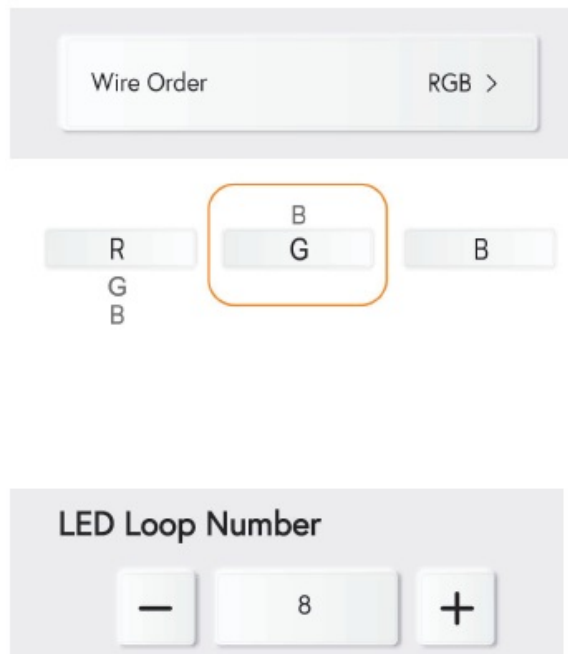 Wire Order RGB >
B
R G B
G
B
LED Loop Number
− 8 +